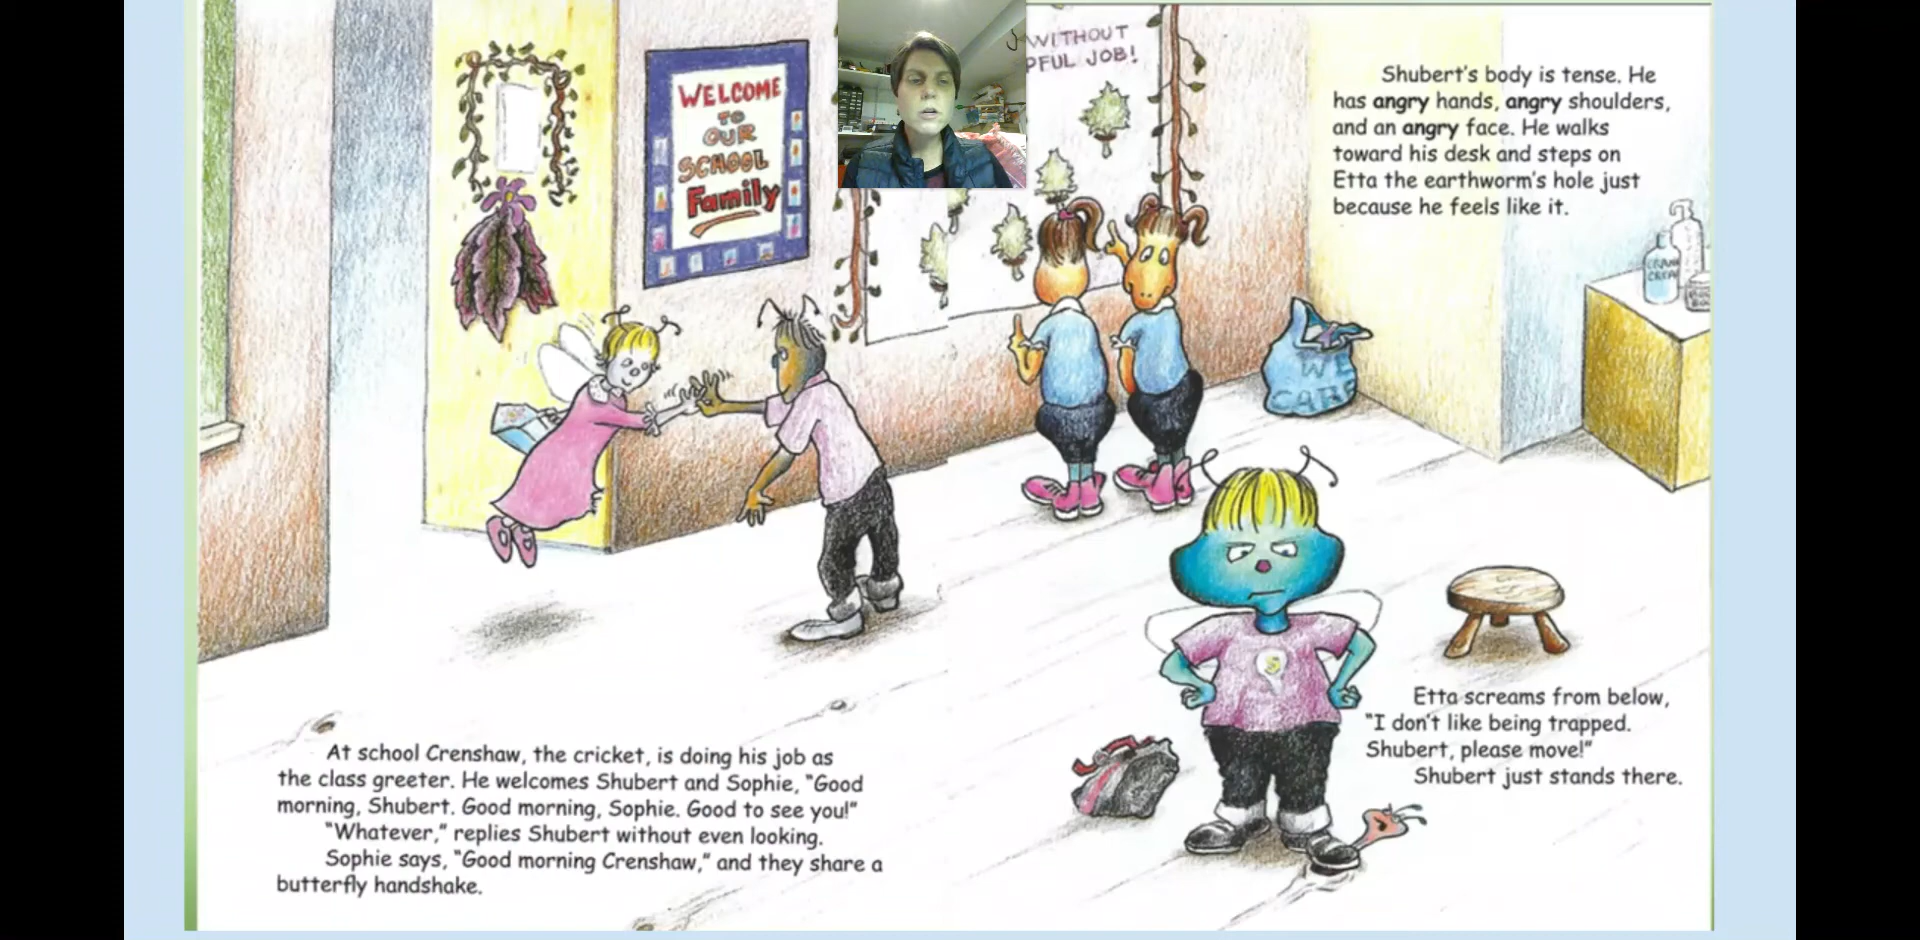 WELCOME
TO
OUR
SCHOOL
Family
WITHOUT
JOB!
Shubert's body is tense. He
has angry hands, angry shoulders,
and an angry face. He walks
toward his desk and steps on
Etta the earthworm's hole just
because he feels like it.
WE
CARE
At school Crenshaw, the cricket, is doing his job as
the class greeter. He welcomes Shubert and Sophie, "Good
morning, Shubert. Good morning, Sophie. Good to see you!"
"Whatever," replies Shubert without even looking.
Sophie says, "Good morning Crenshaw," and they share a
butterfly handshake.
Etta screams from below,
"I don't like being trapped.
Shubert, please move!"
Shubert just stands there.